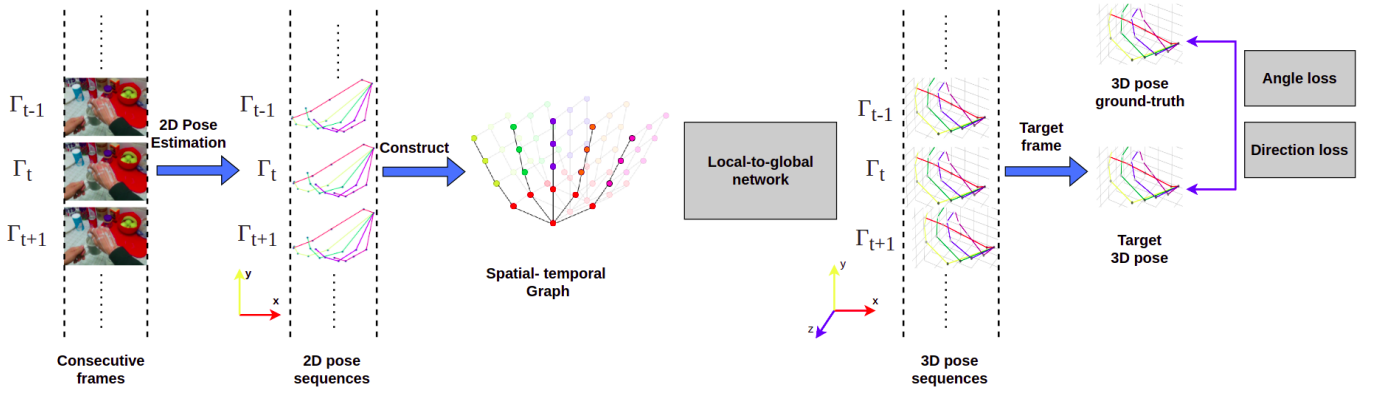 Γt-1
Γt
Γt+1
Consecutive
frames
2D Pose
Estimation
Γt-1
Γt
Γt+1
y
x
2D pose
sequences
Construct
Spatial- temporal
Graph
Local-to-global
network
y
x
z
Γt-1
Γt
Γt+1
3D pose
sequences
Target
frame
3D pose
ground-truth
Target
3D pose
Angle loss
Direction loss